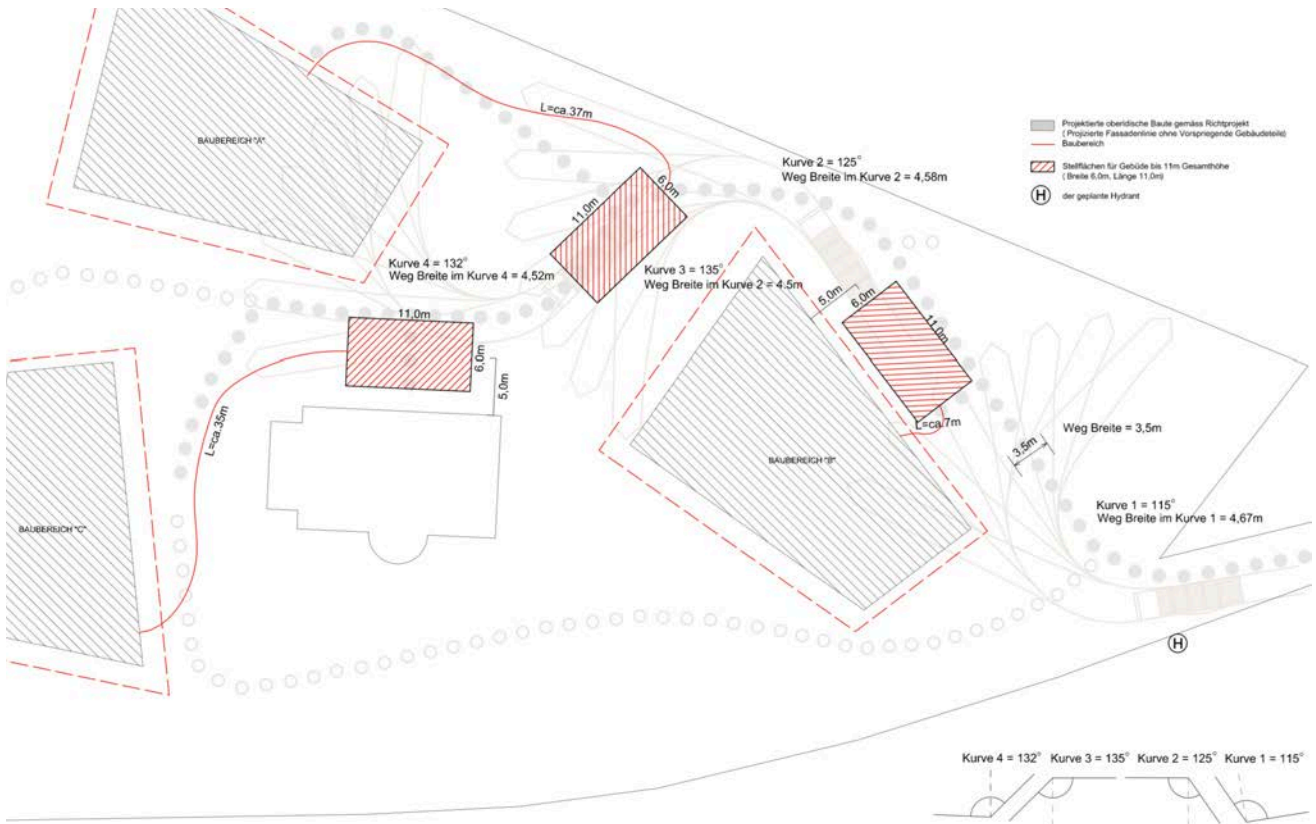 L=ca.37m
BAUBEREICH "A"
Projektierte oberidische Baute gemäss Richtprojekt
( Projizierte Fassadenlinie ohne Vorspriegende Gebäudeteile)
Baubereich
Stellflächen für Gebüde bis 11m Gesamthöhe
( Breite 6,0m, Länge 11,0m)
H der geplante Hydrant
Kurve 2 = 125°
Weg Breite im Kurve 2 = 4,58m
6,0m
11,0m
Kurve 4 = 132°
Weg Breite im Kurve 4 = 4,52m
Kurve 3 = 135°
Weg Breite im Kurve 2 = 4.5m
5,0m
6,0m
11,0m
11,0m
6,0m
5,0m
L=ca.35m
L=ca.7m
Weg Breite = 3,5m
3,5m
BAUBEREICH "B"
BAUBEREICH "C"
Kurve 1 = 115°
Weg Breite im Kurve 1 = 4,67m
H
Kurve 4 = 132° Kurve 3 = 135° Kurve 2 = 125° Kurve 1 = 115°